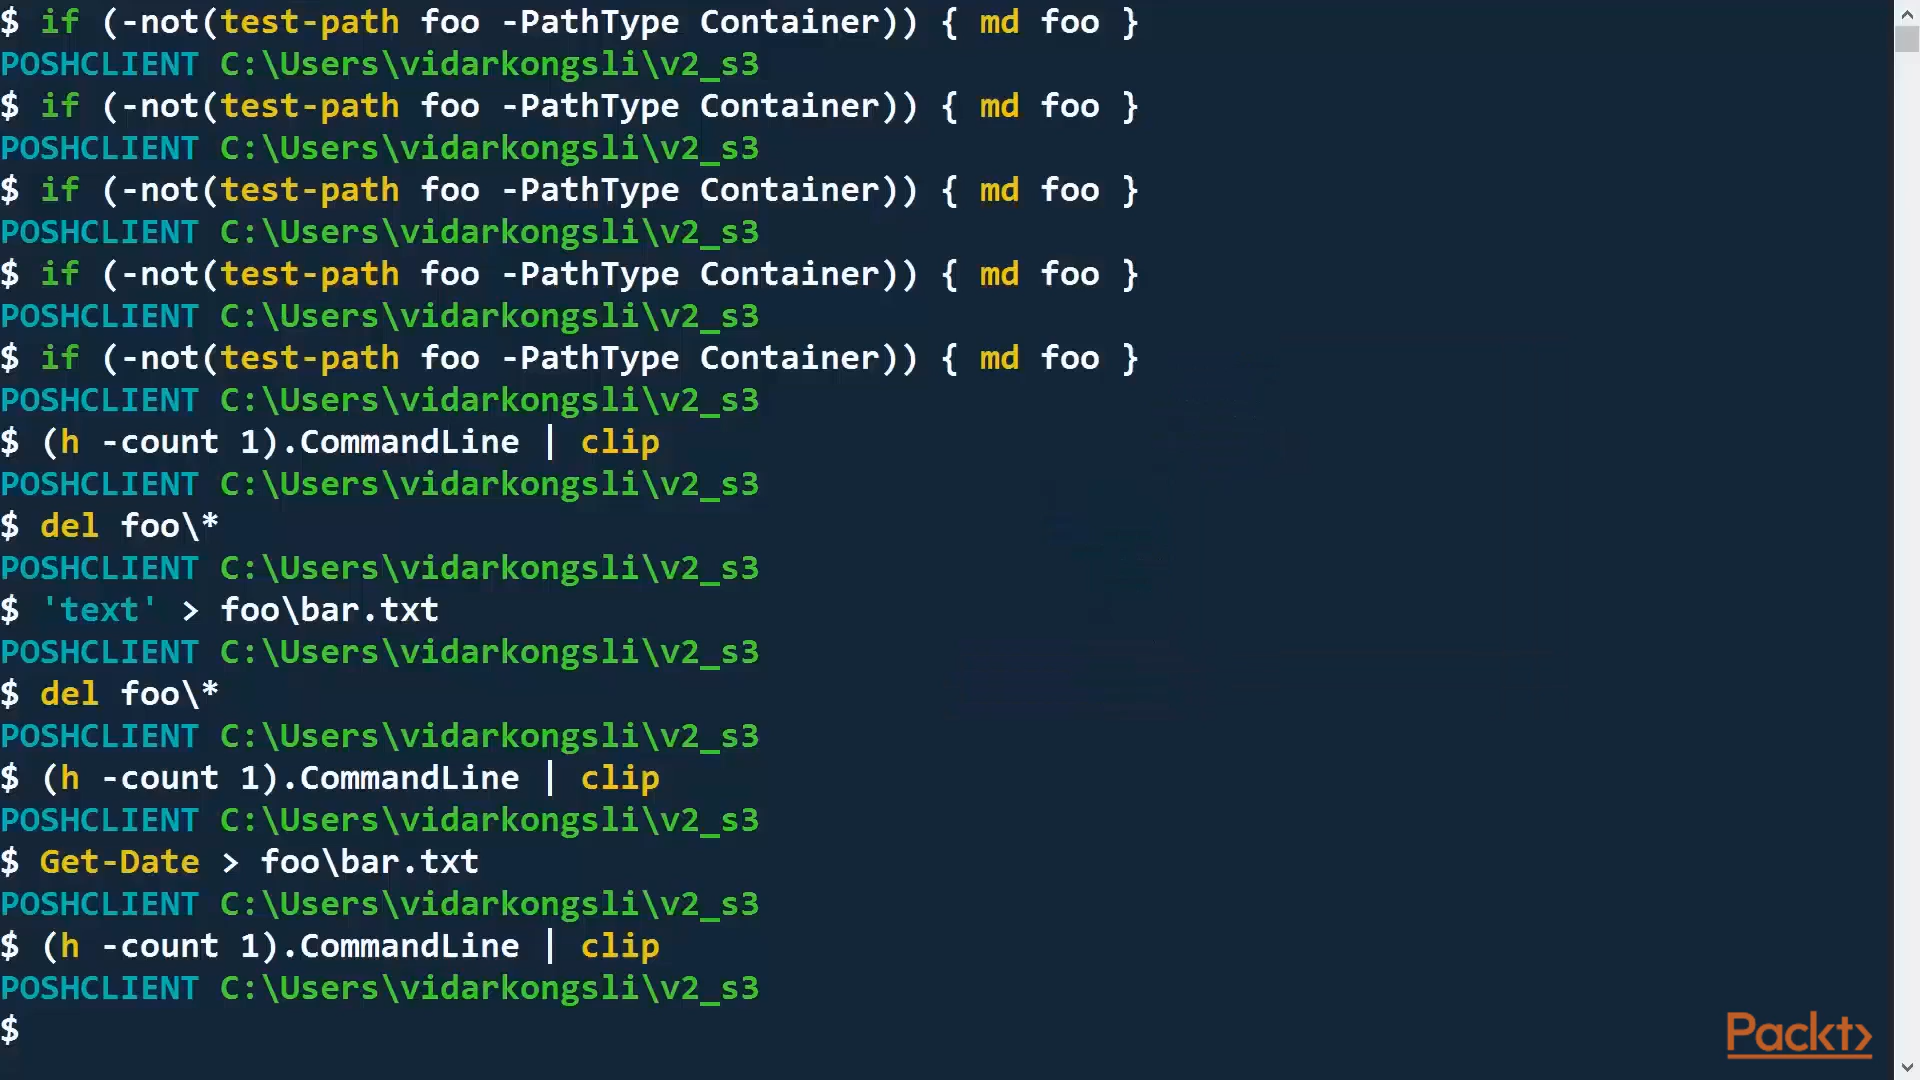 $ if (-not(test-path foo -PathType Container)) { md foo }
POSHCLIENT C:\Users\vidarkongsli\v2_s3
$ if (-not(test-path foo -PathType Container)) { md foo }
POSHCLIENT C:\Users\vidarkongsli\v2_s3
$ if (-not(test-path foo -PathType Container)) { md foo }
POSHCLIENT C:\Users\vidarkongsli\v2_s3
$ if (-not(test-path foo -PathType Container)) { md foo }
POSHCLIENT C:\Users\vidarkongsli\v2_s3
$ if (-not(test-path foo -PathType Container)) { md foo }
POSHCLIENT C:\Users\vidarkongsli\v2_s3
$ (h -count 1).CommandLine | clip
POSHCLIENT C:\Users\vidarkongsli\v2_s3
$ del foo\*
POSHCLIENT C:\Users\vidarkongsli\v2_s3
$ 'text' > foo\bar.txt
POSHCLIENT C:\Users\vidarkongsli\v2_s3
$ del foo\*
POSHCLIENT C:\Users\vidarkongsli\v2_s3
$ (h -count 1).CommandLine | clip
POSHCLIENT C:\Users\vidarkongsli\v2_s3
$ Get-Date > foo\bar.txt
POSHCLIENT C:\Users\vidarkongsli\v2_s3
$ (h -count 1).CommandLine | clip
POSHCLIENT C:\Users\vidarkongsli\v2_s3
$
Packt>